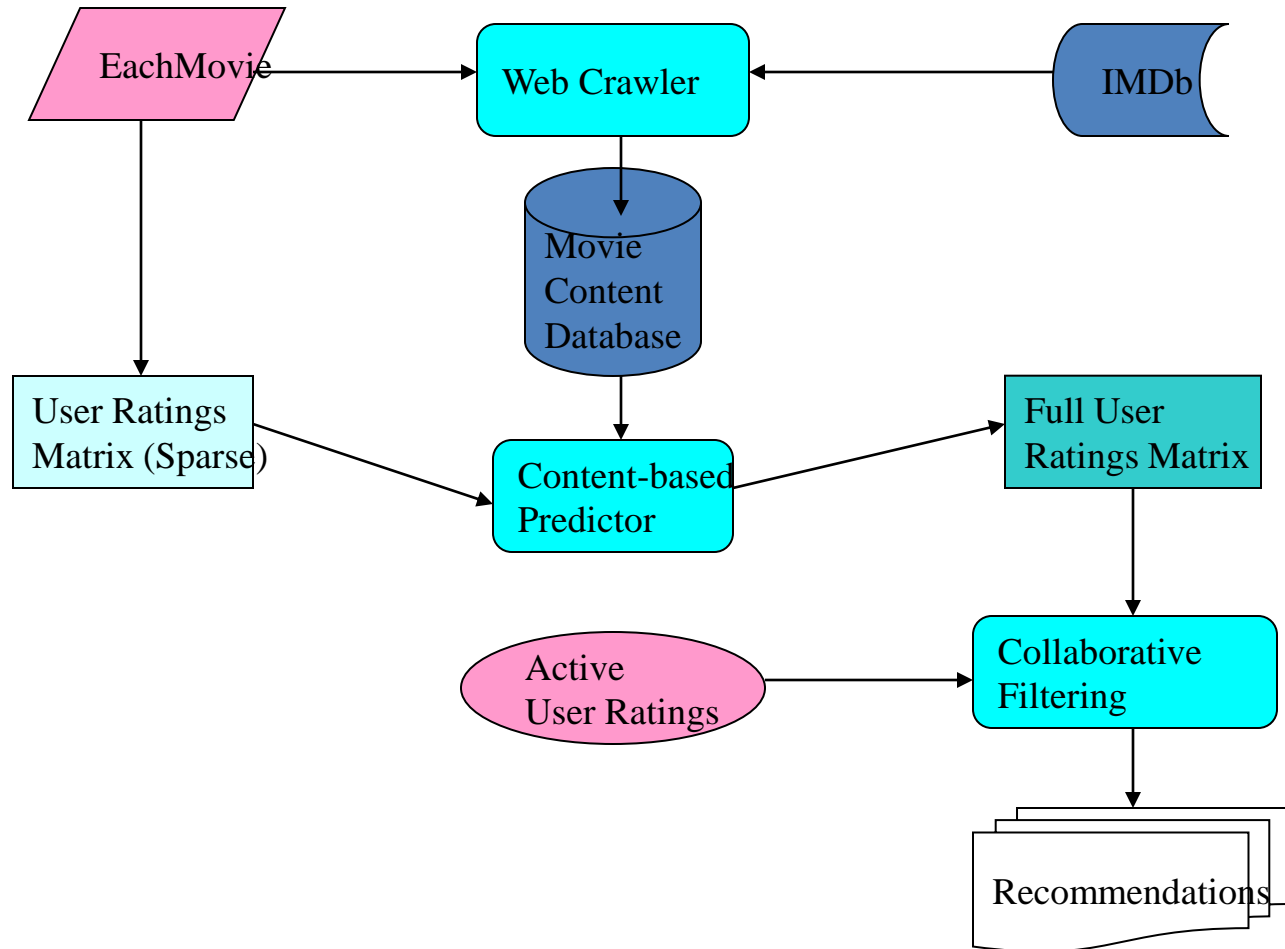 EachMovie
Web Crawler
IMDb
Movie
Content
Database
User Ratings
Matrix (Sparse)
Content-based
Predictor
Full User
Ratings Matrix
Active
User Ratings
Collaborative
Filtering
Recommendations